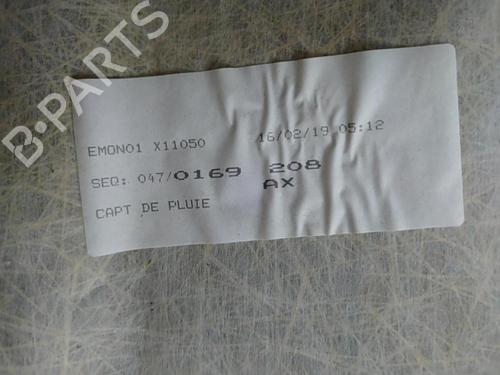 B-PARTS
EMON01 X11050 16/02/19 05:12
SEQ: 047/0169 208
AX
CAPT DE PLUIE